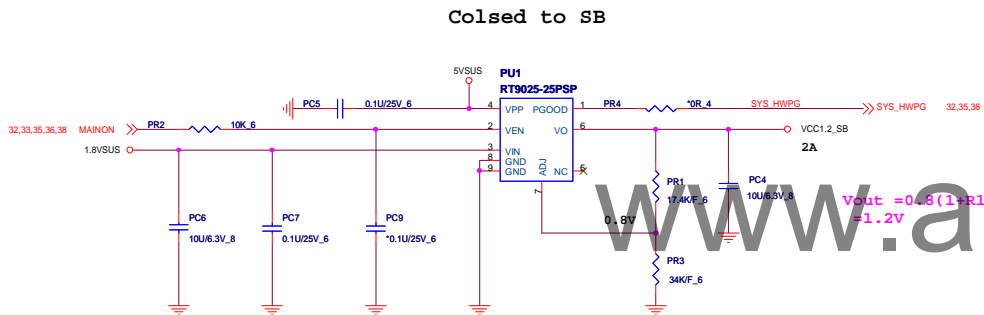 Colsed to SB
5VSUS
PU1
RT9025-25PSP
PC5
0.1U/25V_6
4
VPP
PGOOD
1
PR4
*0R_4
SYS_HWPG
SYS_HWPG
32,35,38
32,33,35,36,38
MAINON
PR2
10K_6
2
VEN
VO
6
VCC1.2_SB
2A
1.8VSUS
3
VIN
8
GND
9
GND
ADJ
NC
5
7
PR1
17.4K/F_6
PC4
10U/6.3V_8
Vout =0.8(1+R1
=1.2V
0.8V
www.a
PC6
10U/6.3V_8
PC7
0.1U/25V_6
PC9
*0.1U/25V_6
PR3
34K/F_6